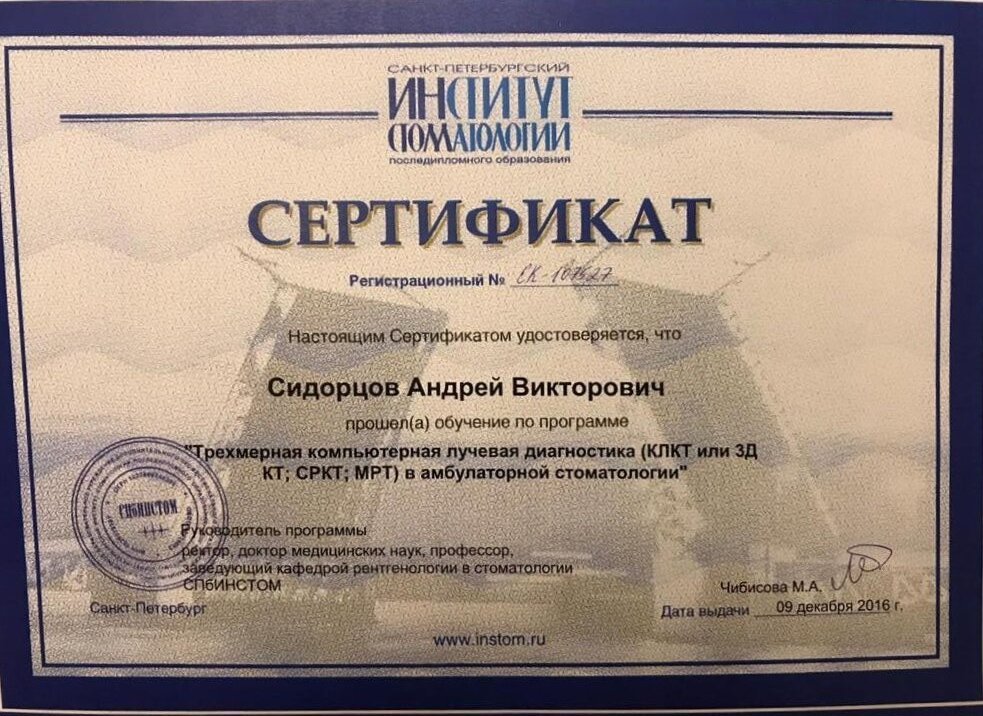 САНКТ-ПЕТЕРБУРГСКИЙ
ИНСТИТУТ
СТОМАТОЛОГИИ
последипломного образования
СЕРТИФИКАТ
Регистрационный №
Настоящим Сертификатом удостоверяется, что
Сидорцов Андрей Викторович
прошел(а) обучение по программе
"Трехмерная компьютерная лучевая диагностика (КЛКТ или 3Д
КТ; СРКТ; МРТ) в амбулаторной стоматологии"
СПбИНСТОМ
Руководитель программы
ректор, доктор медицинских наук, профессор,
заведующий кафедрой рентгенологии в стоматологии
СПбИНСТОМ
Чибисова М.А.
Санкт-Петербург
Дата выдачи 09 декабря 2016 г.
www.instom.ru